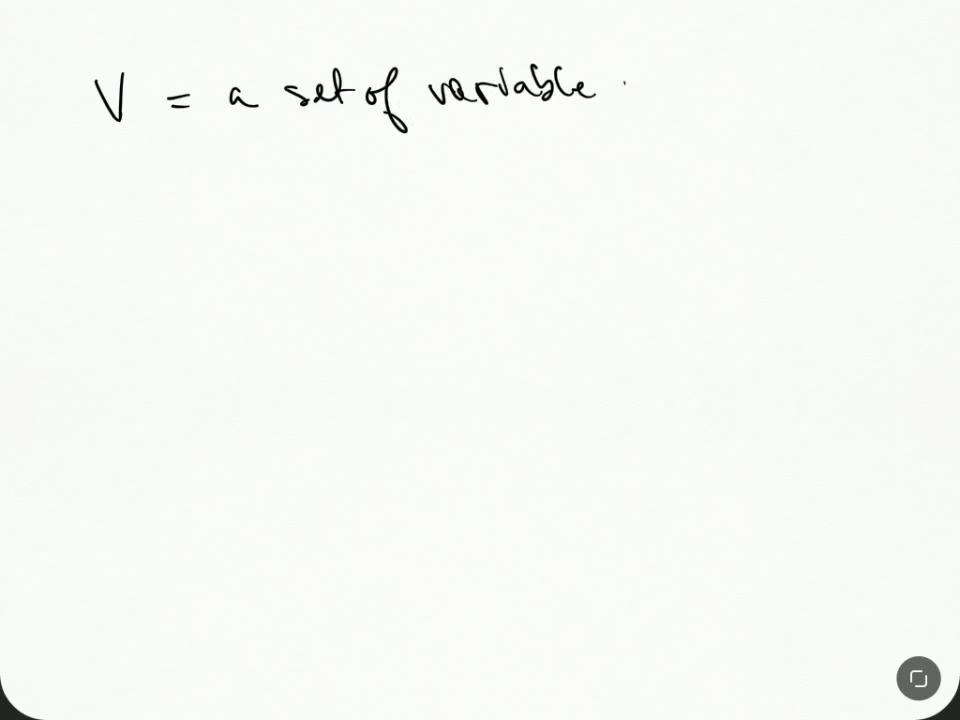 V = a set of variable